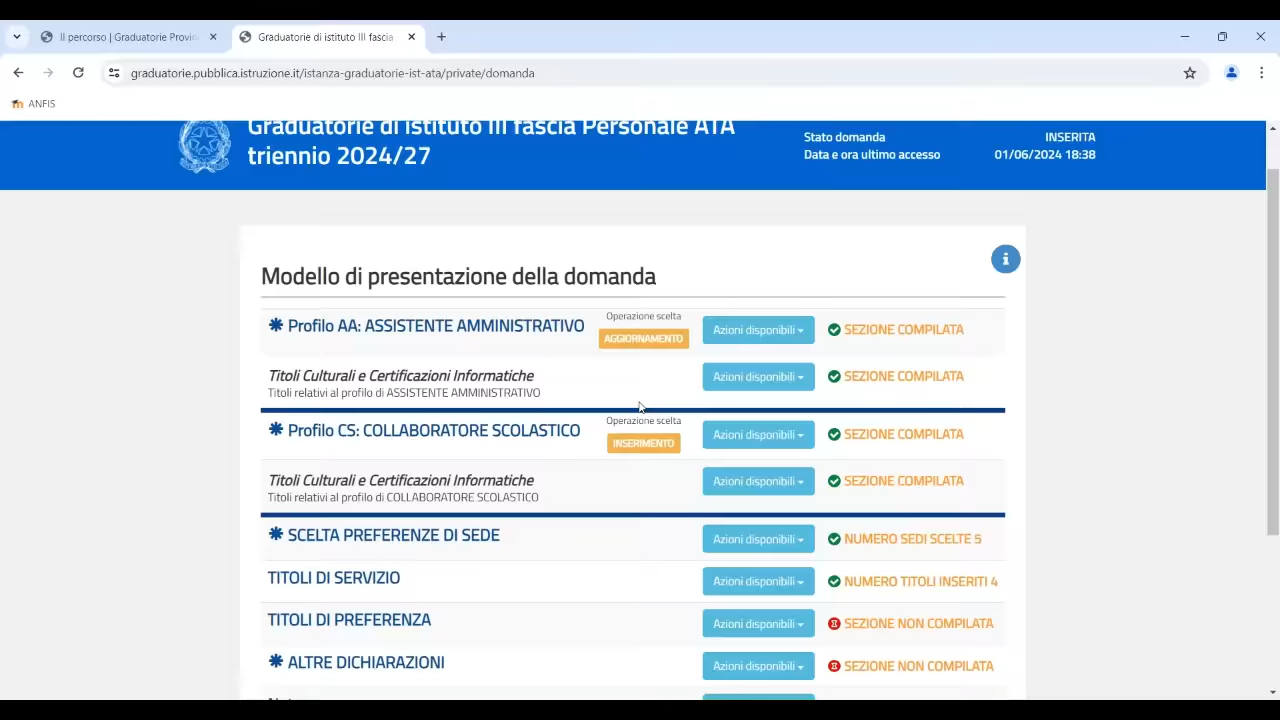 Il percorso | Graduatorie Provin
Graduatorie di istituto III fascia
graduatorie.pubblica.istruzione.it/istanza-graduatorie-ist-ata/private/domanda
ANFIS
Graduatorie di istituto III fascia Personale ATA
triennio 2024/27
Stato domanda INSERITA
Data e ora ultimo accesso 01/06/2024 18:38
Modello di presentazione della domanda
Profilo AA: ASSISTENTE AMMINISTRATIVO
Operazione scelta
AGGIORNAMENTO
Azioni disponibili
SEZIONE COMPILATA
Titoli Culturali e Certificazioni Informatiche
Titoli relativi al profilo di ASSISTENTE AMMINISTRATIVO
Azioni disponibili
SEZIONE COMPILATA
Profilo CS: COLLABORATORE SCOLASTICO
Operazione scelta
INSERIMENTO
Azioni disponibili
SEZIONE COMPILATA
Titoli Culturali e Certificazioni Informatiche
Titoli relativi al profilo di COLLABORATORE SCOLASTICO
Azioni disponibili
SEZIONE COMPILATA
SCELTA PREFERENZE DI SEDE
Azioni disponibili
NUMERO SEDI SCELTE 5
TITOLI DI SERVIZIO
Azioni disponibili
NUMERO TITOLI INSERITI 4
TITOLI DI PREFERENZA
Azioni disponibili
SEZIONE NON COMPILATA
ALTRE DICHIARAZIONI
Azioni disponibili
SEZIONE NON COMPILATA